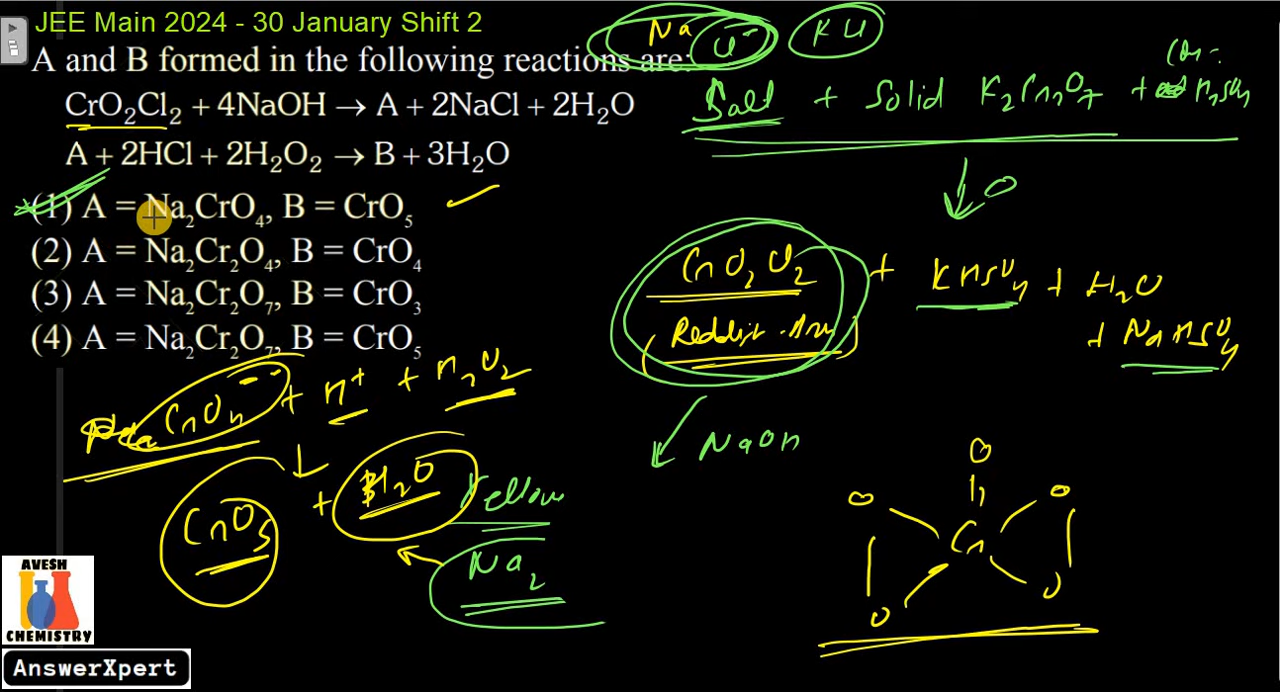 JEE Main 2024 - 30 January Shift 2
A and B formed in the following reactions are:
CrO₂Cl₂ + 4NaOH → A + 2NaCl + 2H₂O
A + 2HCl + 2H₂O₂ → B + 3H₂O
(1) A = Na₂CrO₄, B = CrO₅
(2) A = Na₂Cr₂O₄, B = CrO₄
(3) A = Na₂Cr₂O₇, B = CrO₃
(4) A = Na₂Cr₂O₇, B = CrO₅
Na Cl⁻ KCl
Salt + Solid K₂Cr₂O₇ + H₂SO₄
CrO₂Cl₂ + KHSO₄ + H₂O
+ NaHSO₄
CrO₄⁻⁻ + H⁺ + H₂O₂
CrO₅ + H₂O
NaOH
Yellow
Na₂
O
O Cr O
O O
AVESH
CHEMISTRY
AnswerXpert